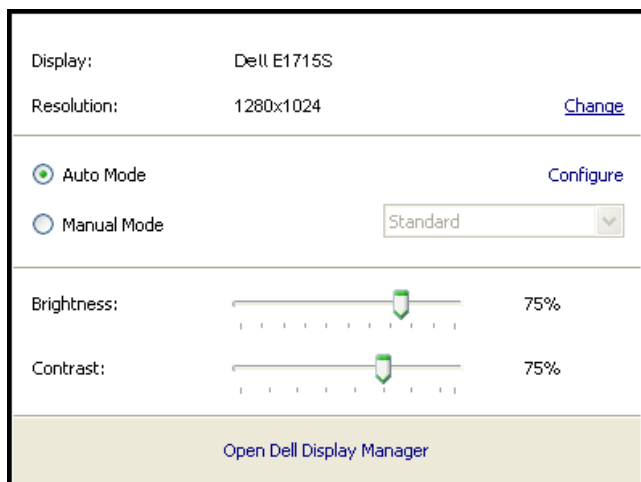 Display: Dell E1715S
Resolution: 1280x1024 Change
Auto Mode Configure
Manual Mode Standard
Brightness: 75%
Contrast: 75%
Open Dell Display Manager